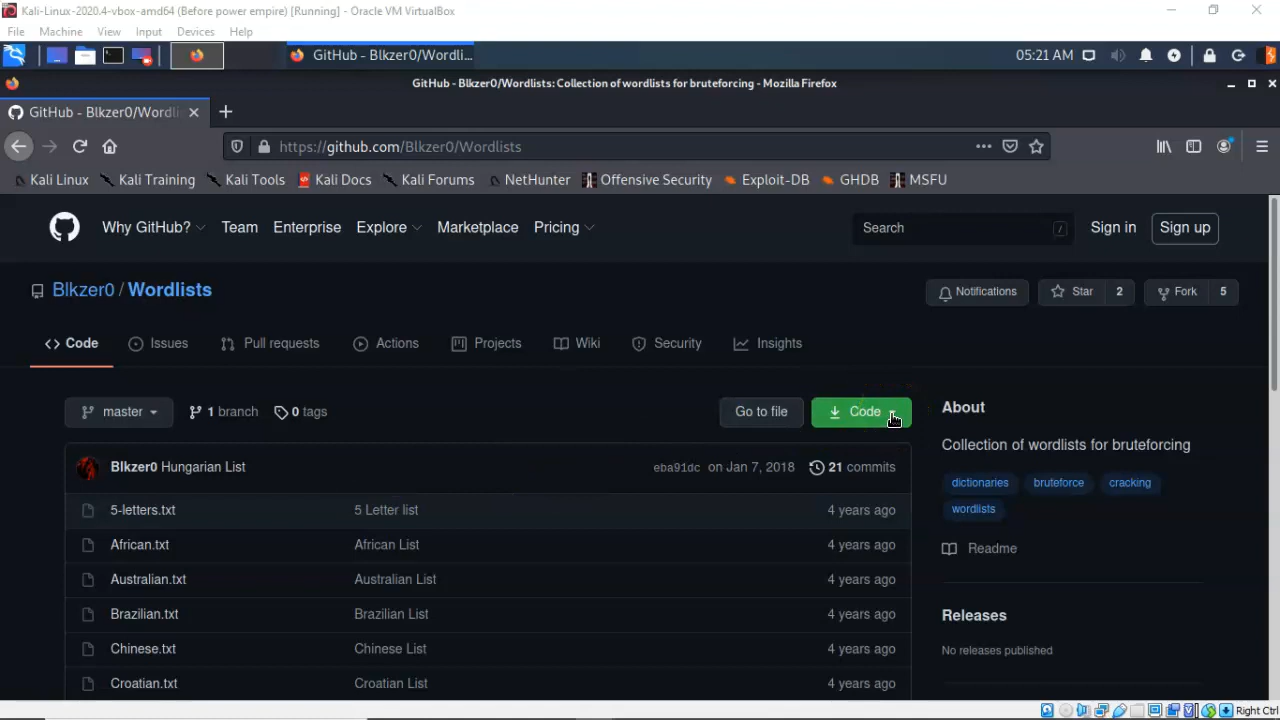 Kali-Linux-2020.4-vbox-amd64 (Before power empire) [Running] - Oracle VM VirtualBox
File Machine View Input Devices Help
GitHub - Blkzer0/Wordli... 05:21 AM
GitHub - Blkzer0/Wordlists: Collection of wordlists for bruteforcing - Mozilla Firefox
GitHub - Blkzer0/Wordlis
https://github.com/Blkzer0/Wordlists
Kali Linux Kali Training Kali Tools Kali Docs Kali Forums NetHunter Offensive Security Exploit-DB GHDB MSFU
Why GitHub? Team Enterprise Explore Marketplace Pricing Search / Sign in Sign up
Blkzer0 / Wordlists Notifications Star 2 Fork 5
<> Code Issues Pull requests Actions Projects Wiki Security Insights
master 1 branch 0 tags Go to file Code About
Collection of wordlists for bruteforcing
Blkzer0 Hungarian List eba91dc on Jan 7, 2018 21 commits
dictionaries bruteforce cracking
wordlists
5-letters.txt 5 Letter list 4 years ago
African.txt African List 4 years ago
Readme
Australian.txt Australian List 4 years ago
Brazilian.txt Brazilian List 4 years ago
Releases
Chinese.txt Chinese List 4 years ago
No releases published
Croatian.txt Croatian List 4 years ago
Right Ctrl